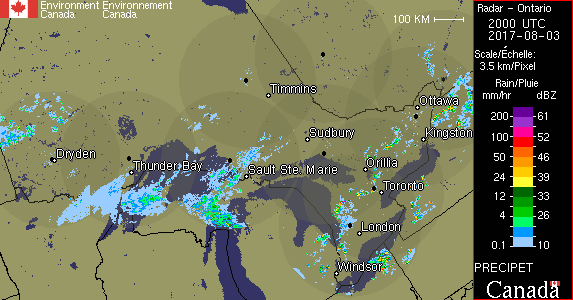 Environment Environnement
Canada Canada
100 KM
Radar - Ontario
2000 UTC
2017-08-03
Scale/Échelle:
3.5 km/Pixel
Rain/Pluie
mm/hr dBZ
200 61
100 52
50 46
24 39
12 33
4 26
0.1 10
Timmins
Ottawa
Sudbury
Kingston
Dryden
Thunder Bay
Sault Ste. Marie
Orillia
Toronto
London
Windsor
PRECIPET
Canada